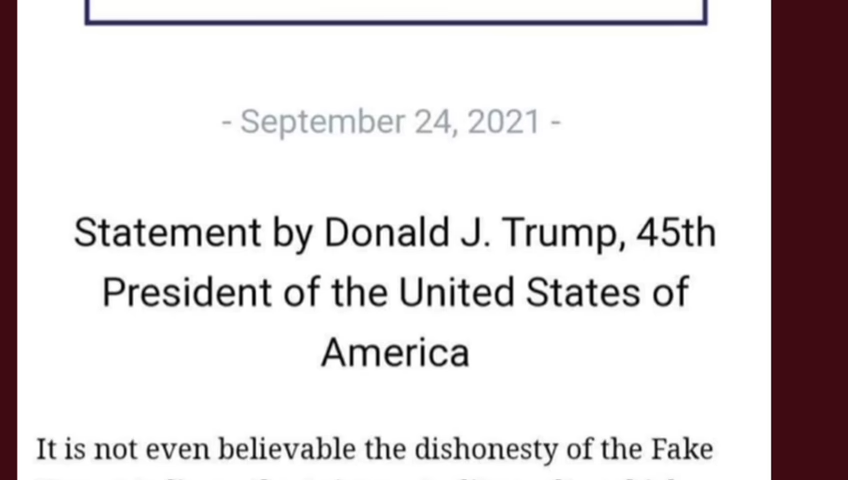 - September 24, 2021 -
Statement by Donald J. Trump, 45th
President of the United States of
America
It is not even believable the dishonesty of the Fake